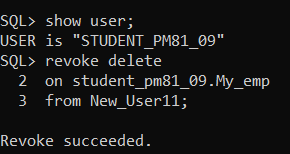 SQL> show user;
USER is "STUDENT_PM81_09"
SQL> revoke delete
  2  on student_pm81_09.My_emp
  3  from New_User11;
Revoke succeeded.